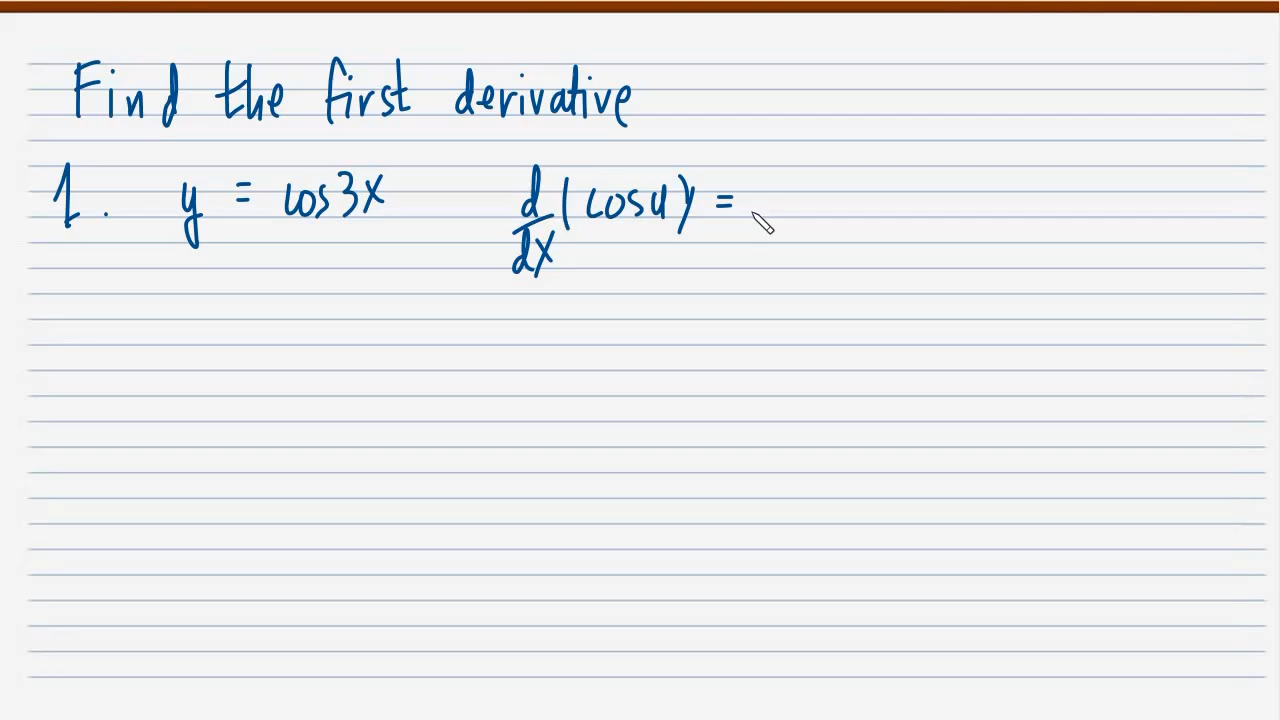 Find the first derivative
1. y = cos3x d/dx (cosu) =